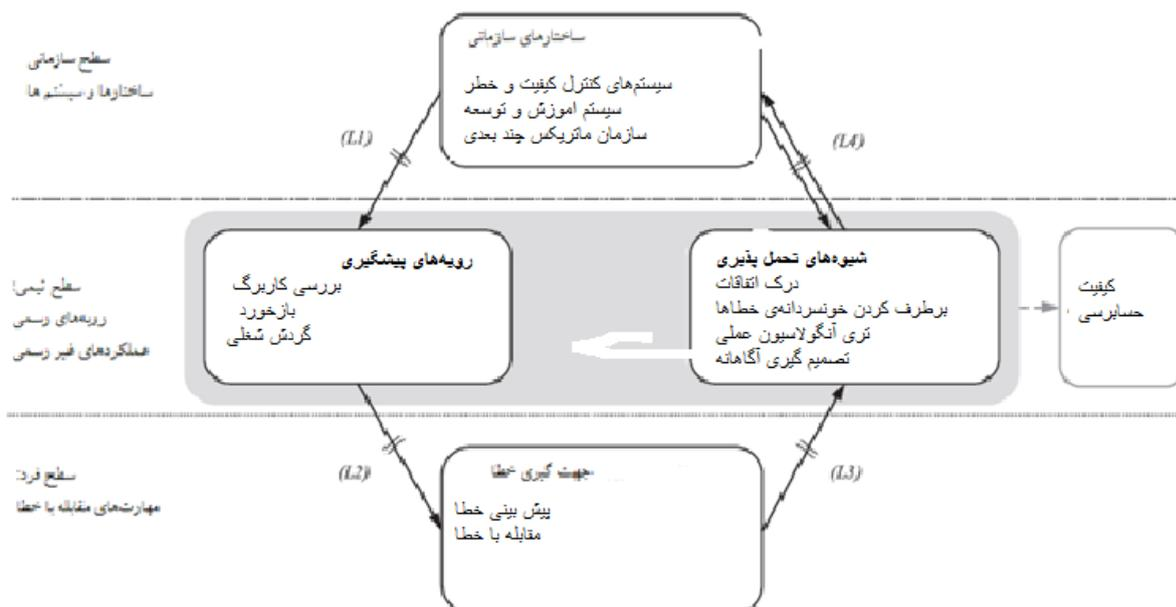 سطح سازمانی
ساختارها و سیستم ها
ساختارهای سازمانی
سیستم‌های کنترل کیفیت و خطر
سیستم اموزش و توسعه
سازمان ماتریکس چند بعدی
(L1)
(L4)
سطح تیمی:
رویه‌های رسمی
عملکردهای غیر رسمی
رویه‌های پیشگیری
بررسی کاربرگ
بازخورد
گردش شغلی
شیوه‌های تحمل پذیری
درک اتفاقات
برطرف کردن خونسردانه‌ی خطاها
تری آنگولاسیون عملی
تصمیم گیری آگاهانه
کیفیت
حسابرسی
سطح فرد:
مهارت‌های مقابله با خطا
(L2)
(L3)
جهت گیری خطا
پیش بینی خطا
مقابله با خطا